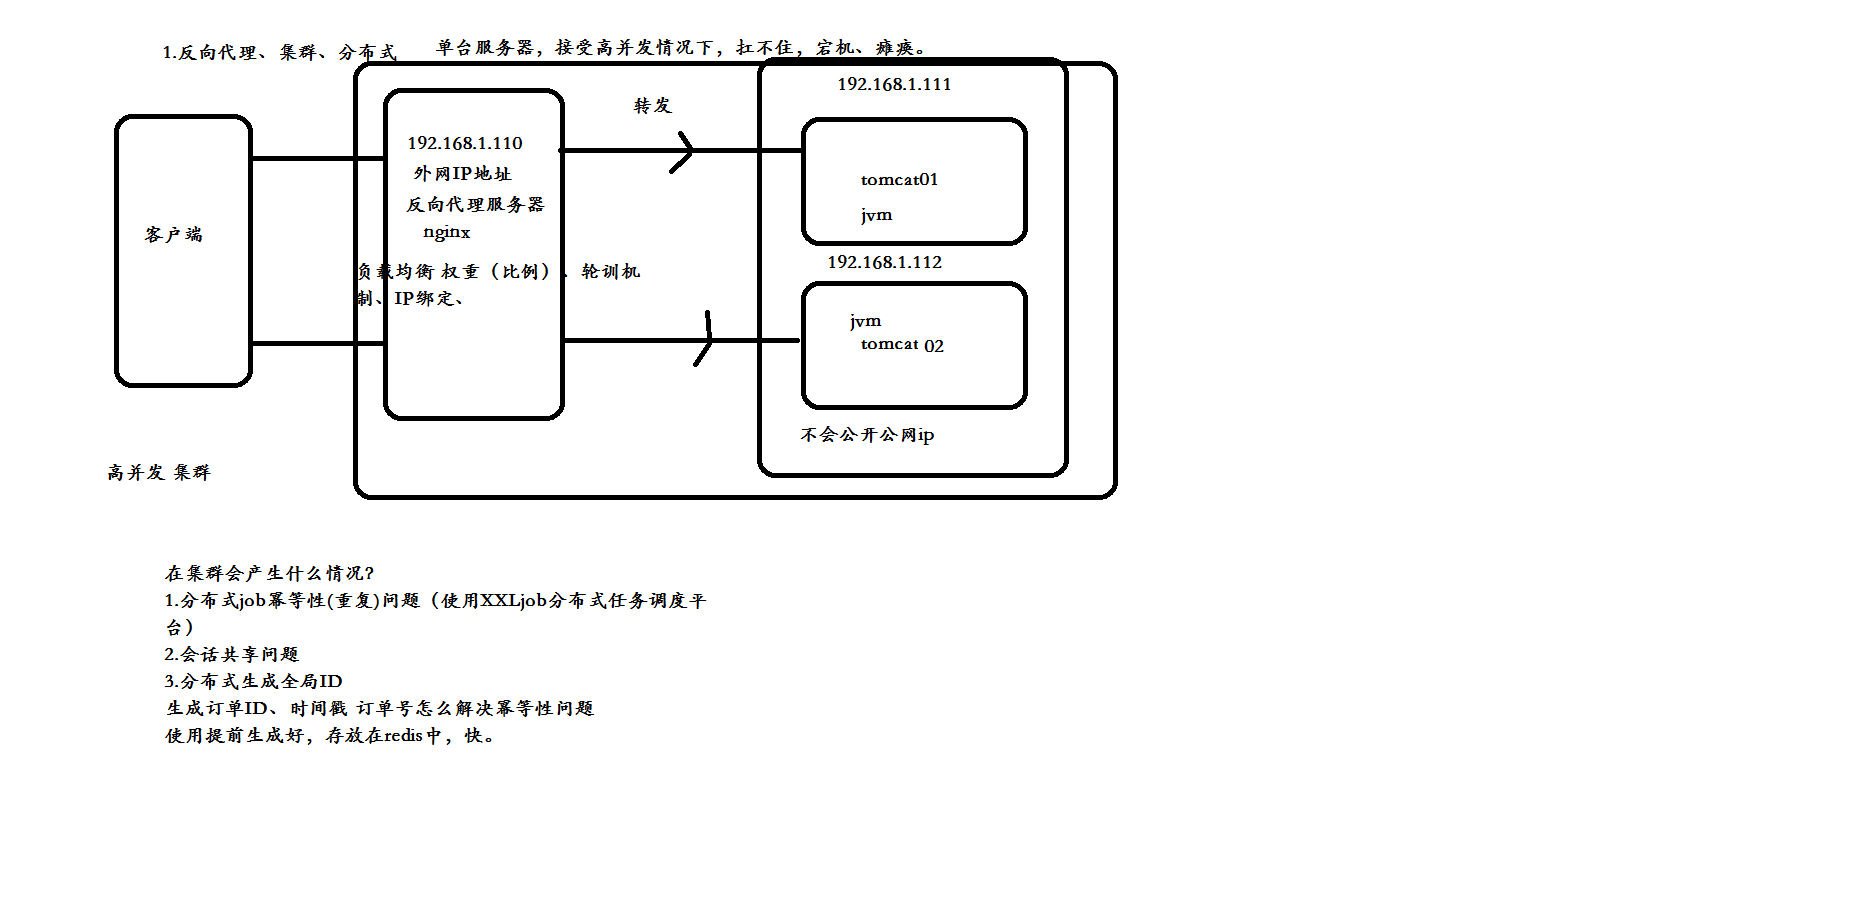 1.反向代理、集群、分布式
单台服务器，接受高并发情况下，扛不住，宕机、瘫痪。
客户端
192.168.1.110
外网IP地址
反向代理服务器
nginx
负载均衡 权重（比例）、轮训机
制、IP绑定、
转发
192.168.1.111
tomcat01
jvm
192.168.1.112
jvm
tomcat 02
不会公开公网ip
高并发 集群
在集群会产生什么情况?
1.分布式job幂等性(重复)问题（使用XXLjob分布式任务调度平
台）
2.会话共享问题
3.分布式生成全局ID
生成订单ID、时间戳 订单号怎么解决幂等性问题
使用提前生成好，存放在redis中，快。